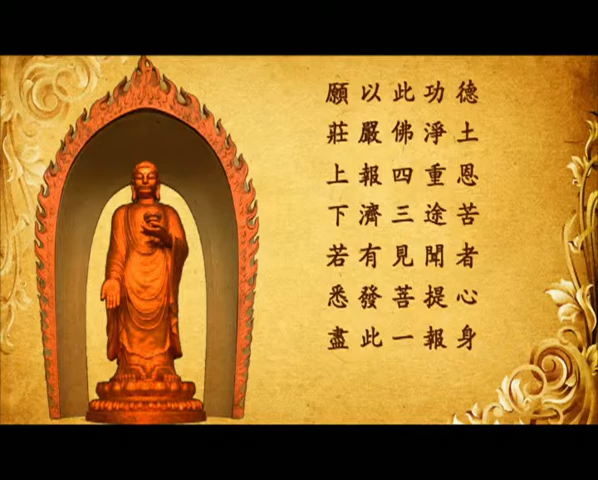 願以此功德
莊嚴佛淨土
上報四重恩
下濟三途苦
若有見聞者
悉發菩提心
盡此一報身